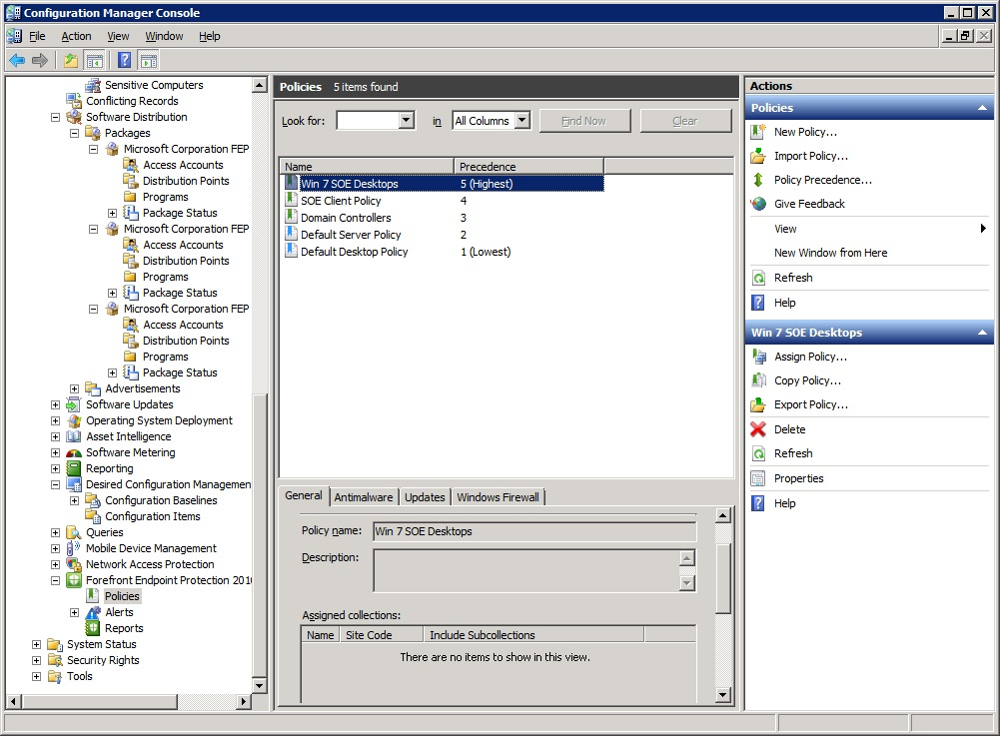 Configuration Manager Console
File Action View Window Help
Sensitive Computers
Conflicting Records
Software Distribution
Packages
Microsoft Corporation FEP
Access Accounts
Distribution Points
Programs
Package Status
Microsoft Corporation FEP
Access Accounts
Distribution Points
Programs
Package Status
Microsoft Corporation FEP
Access Accounts
Distribution Points
Programs
Package Status
Advertisements
Software Updates
Operating System Deployment
Asset Intelligence
Software Metering
Reporting
Desired Configuration Managemen
Configuration Baselines
Configuration Items
Queries
Mobile Device Management
Network Access Protection
Forefront Endpoint Protection 201
Policies
Alerts
Reports
System Status
Security Rights
Tools
Policies 5 items found
Look for: in All Columns Find Now Clear
Name Precedence
Win 7 SOE Desktops 5 (Highest)
SOE Client Policy 4
Domain Controllers 3
Default Server Policy 2
Default Desktop Policy 1 (Lowest)
General Antimalware Updates Windows Firewall
Policy name: Win 7 SOE Desktops
Description:
Assigned collections:
Name Site Code Include Subcollections
There are no items to show in this view.
Actions
Policies
New Policy...
Import Policy...
Policy Precedence...
Give Feedback
View
New Window from Here
Refresh
Help
Win 7 SOE Desktops
Assign Policy...
Copy Policy...
Export Policy...
Delete
Refresh
Properties
Help